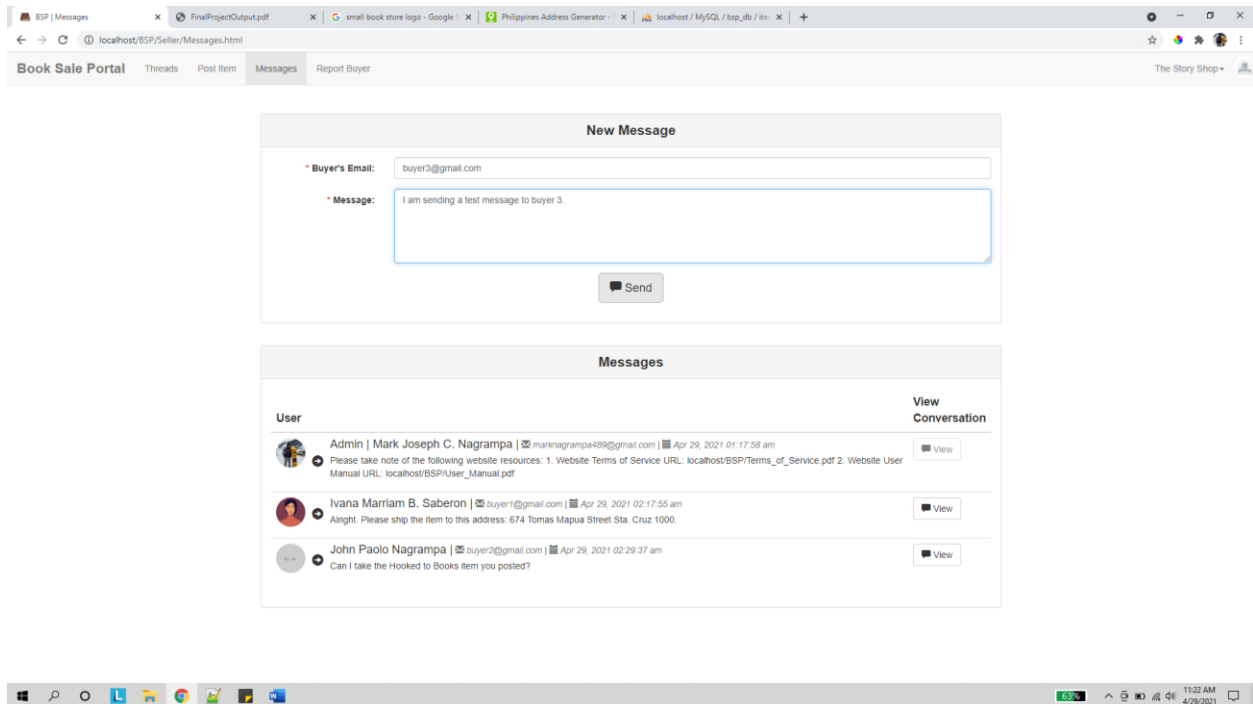 BSP | Messages
FinalProjectOutput.pdf
small book store logo - Google
Philippines Address Generator -
localhost / MySQL / bsp_db / ite
localhost/BSP/Seller/Messages.html
Book Sale Portal Threads Post Item Messages Report Buyer The Story Shop
New Message
* Buyer's Email: buyer3@gmail.com
* Message: I am sending a test message to buyer 3.
Send
Messages
User View
Conversation
Admin | Mark Joseph C. Nagrampa | marknagrampa489@gmail.com | Apr 29, 2021 01:17:58 am
Please take note of the following website resources: 1. Website Terms of Service URL: localhost/BSP/Terms_of_Service.pdf 2. Website User
Manual URL: localhost/BSP/User_Manual.pdf
View
Ivana Marriam B. Saberon | buyer1@gmail.com | Apr 29, 2021 02:17:55 am
Alright. Please ship the item to this address: 674 Tomas Mapua Street Sta. Cruz 1000.
View
John Paolo Nagrampa | buyer2@gmail.com | Apr 29, 2021 02:29:37 am
Can I take the Hooked to Books item you posted?
View
L
W
63%
11:22 AM
4/29/2021